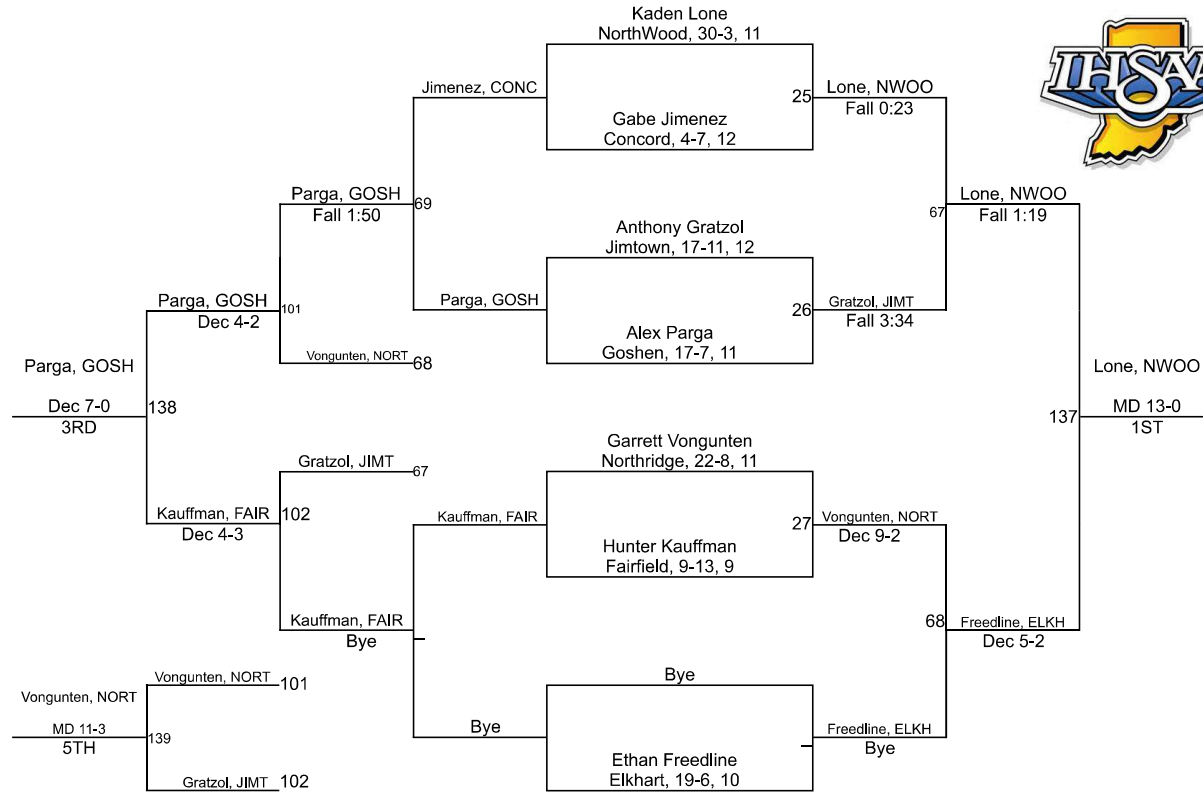 Kaden Lone
NorthWood, 30-3, 11
IHSAA
Jimenez, CONC
25
Lone, NWOO
Fall 0:23
Gabe Jimenez
Concord, 4-7, 12
Parga, GOSH
Fall 1:50
69
67
Lone, NWOO
Fall 1:19
Anthony Gratzol
Jimtown, 17-11, 12
Parga, GOSH
Dec 4-2
101
Parga, GOSH
26
Gratzol, JIMT
Fall 3:34
Alex Parga
Goshen, 17-7, 11
Vongunten, NORT
68
Parga, GOSH
Dec 7-0
3RD
138
137
Lone, NWOO
MD 13-0
1ST
Garrett Vongunten
Northridge, 22-8, 11
Gratzol, JIMT
67
Kauffman, FAIR
Dec 4-3
102
Kauffman, FAIR
27
Vongunten, NORT
Dec 9-2
Hunter Kauffman
Fairfield, 9-13, 9
Kauffman, FAIR
Bye
68
Freedline, ELKH
Dec 5-2
Bye
Vongunten, NORT
101
Vongunten, NORT
MD 11-3
5TH
139
Bye
Freedline, ELKH
Bye
Ethan Freedline
Elkhart, 19-6, 10
Gratzol, JIMT
102